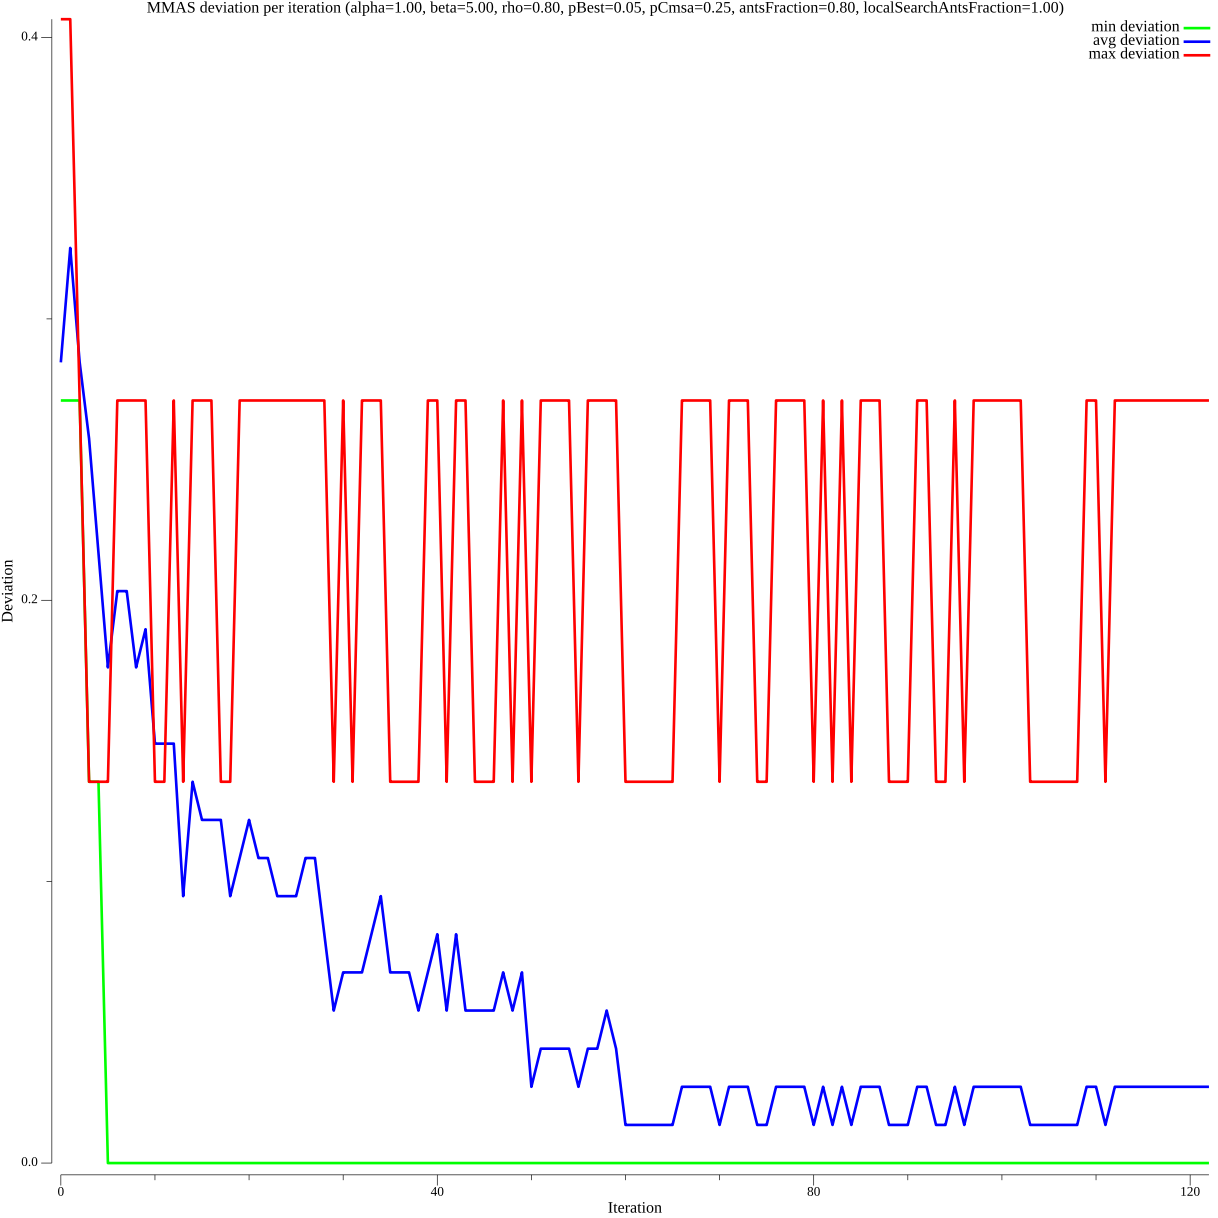 MMAS deviation per iteration (alpha=1.00, beta=5.00, rho=0.80, pBest=0.05, pCmsa=0.25, antsFraction=0.80, localSearchAntsFraction=1.00)
min deviation
avg deviation
max deviation
0.4
0.2
0.0
Deviation
0
40
80
120
Iteration